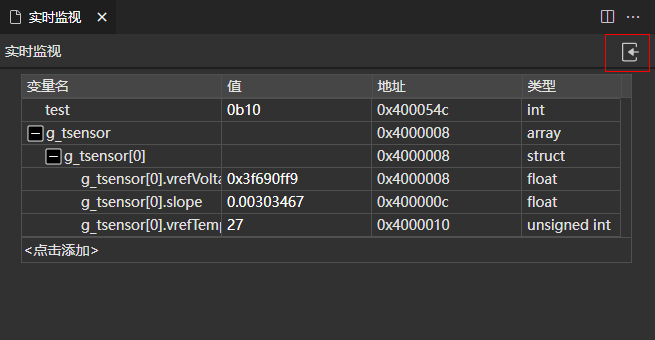 实时监视
实时监视
变量名 值 地址 类型
test 0b10 0x400054c int
g_tsensor 0x4000008 array
g_tsensor[0] 0x4000008 struct
g_tsensor[0].vrefVolta 0x3f690ff9 0x4000008 float
g_tsensor[0].slope 0.00303467 0x400000c float
g_tsensor[0].vrefTemp 27 0x4000010 unsigned int
<点击添加>